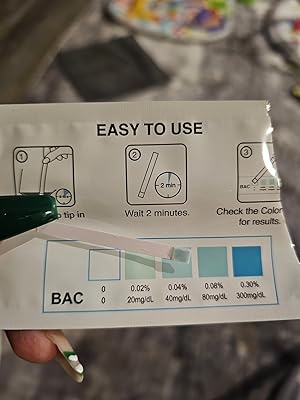 EASY TO USE
1
2
3
2 min
BAC
tip in
Wait 2 minutes.
Check the Color
for results.
BAC
0 0.02% 0.04% 0.08% 0.30%
0 20mg/dL 40mg/dL 80mg/dL 300mg/dL